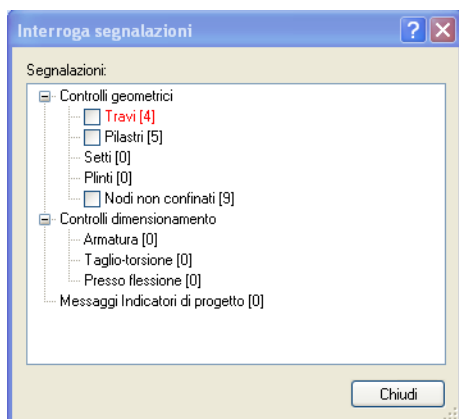 Interroga segnalazioni
Segnalazioni:
Controlli geometrici
Travi [4]
Pilastri [5]
Setti [0]
Plinti [0]
Nodi non confinati [9]
Controlli dimensionamento
Armatura [0]
Taglio-torsione [0]
Presso flessione [0]
Messaggi Indicatori di progetto [0]
Chiudi